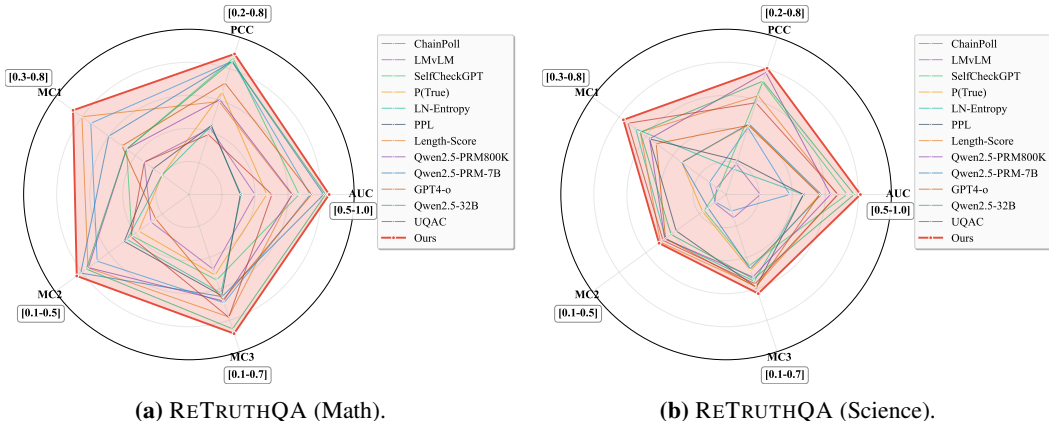 [0.2-0.8]
PCC
[0.3-0.8]
MC1
AUC
[0.5-1.0]
MC2
[0.1-0.5]
MC3
[0.1-0.7]
ChainPoll
LMvLM
SelfCheckGPT
P(True)
LN-Entropy
PPL
Length-Score
Qwen2.5-PRM800K
Qwen2.5-PRM-7B
GPT4-o
Qwen2.5-32B
UQAC
Ours
(a) RETRUTHQA (Math).
[0.2-0.8]
PCC
[0.3-0.8]
MC1
AUC
[0.5-1.0]
MC2
[0.1-0.5]
MC3
[0.1-0.7]
ChainPoll
LMvLM
SelfCheckGPT
P(True)
LN-Entropy
PPL
Length-Score
Qwen2.5-PRM800K
Qwen2.5-PRM-7B
GPT4-o
Qwen2.5-32B
UQAC
Ours
(b) RETRUTHQA (Science).